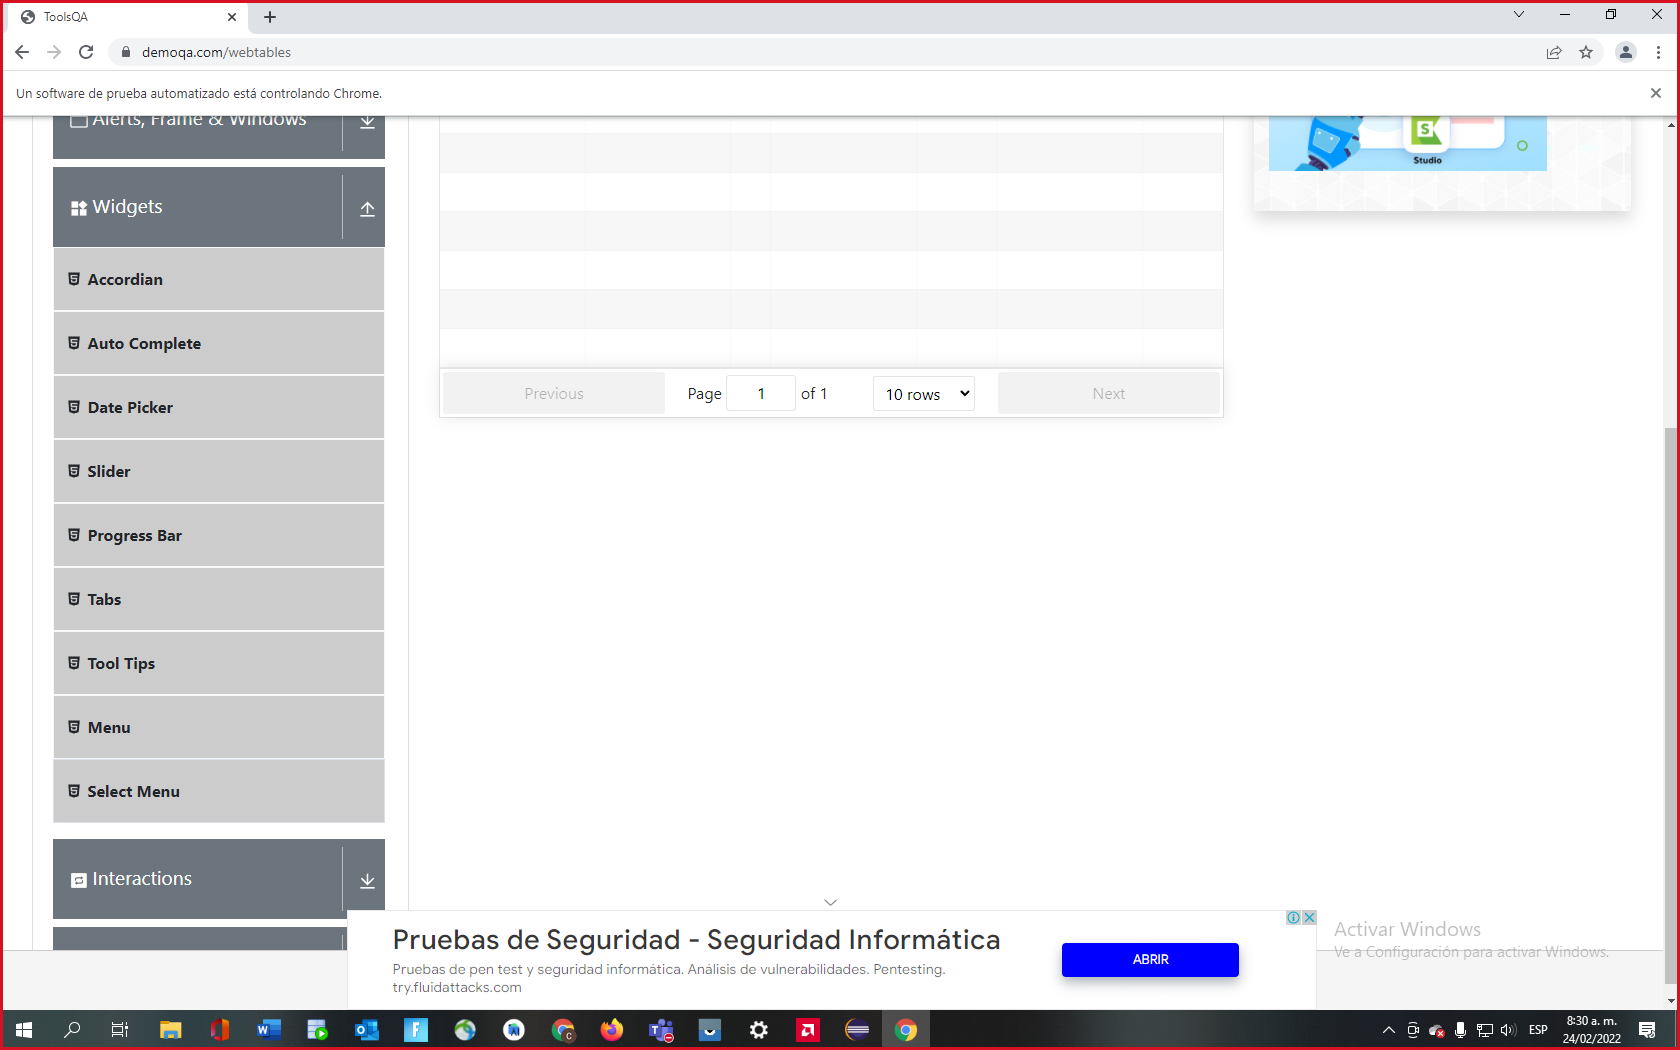 ToolsQA
demoqa.com/webtables
Un software de prueba automatizado está controlando Chrome.
Alerts, Frame & Windows
Studio
Widgets
Accordian
Auto Complete
Date Picker
Slider
Progress Bar
Tabs
Tool Tips
Menu
Select Menu
Interactions
Previous
Page 1 of 1
10 rows
Next
Pruebas de Seguridad - Seguridad Informática
Pruebas de pen test y seguridad informática. Análisis de vulnerabilidades. Pentesting.
try.fluidattacks.com
ABRIR
Activar Windows
Ve a Configuración para activar Windows.
ESP
8:30 a. m.
24/02/2022